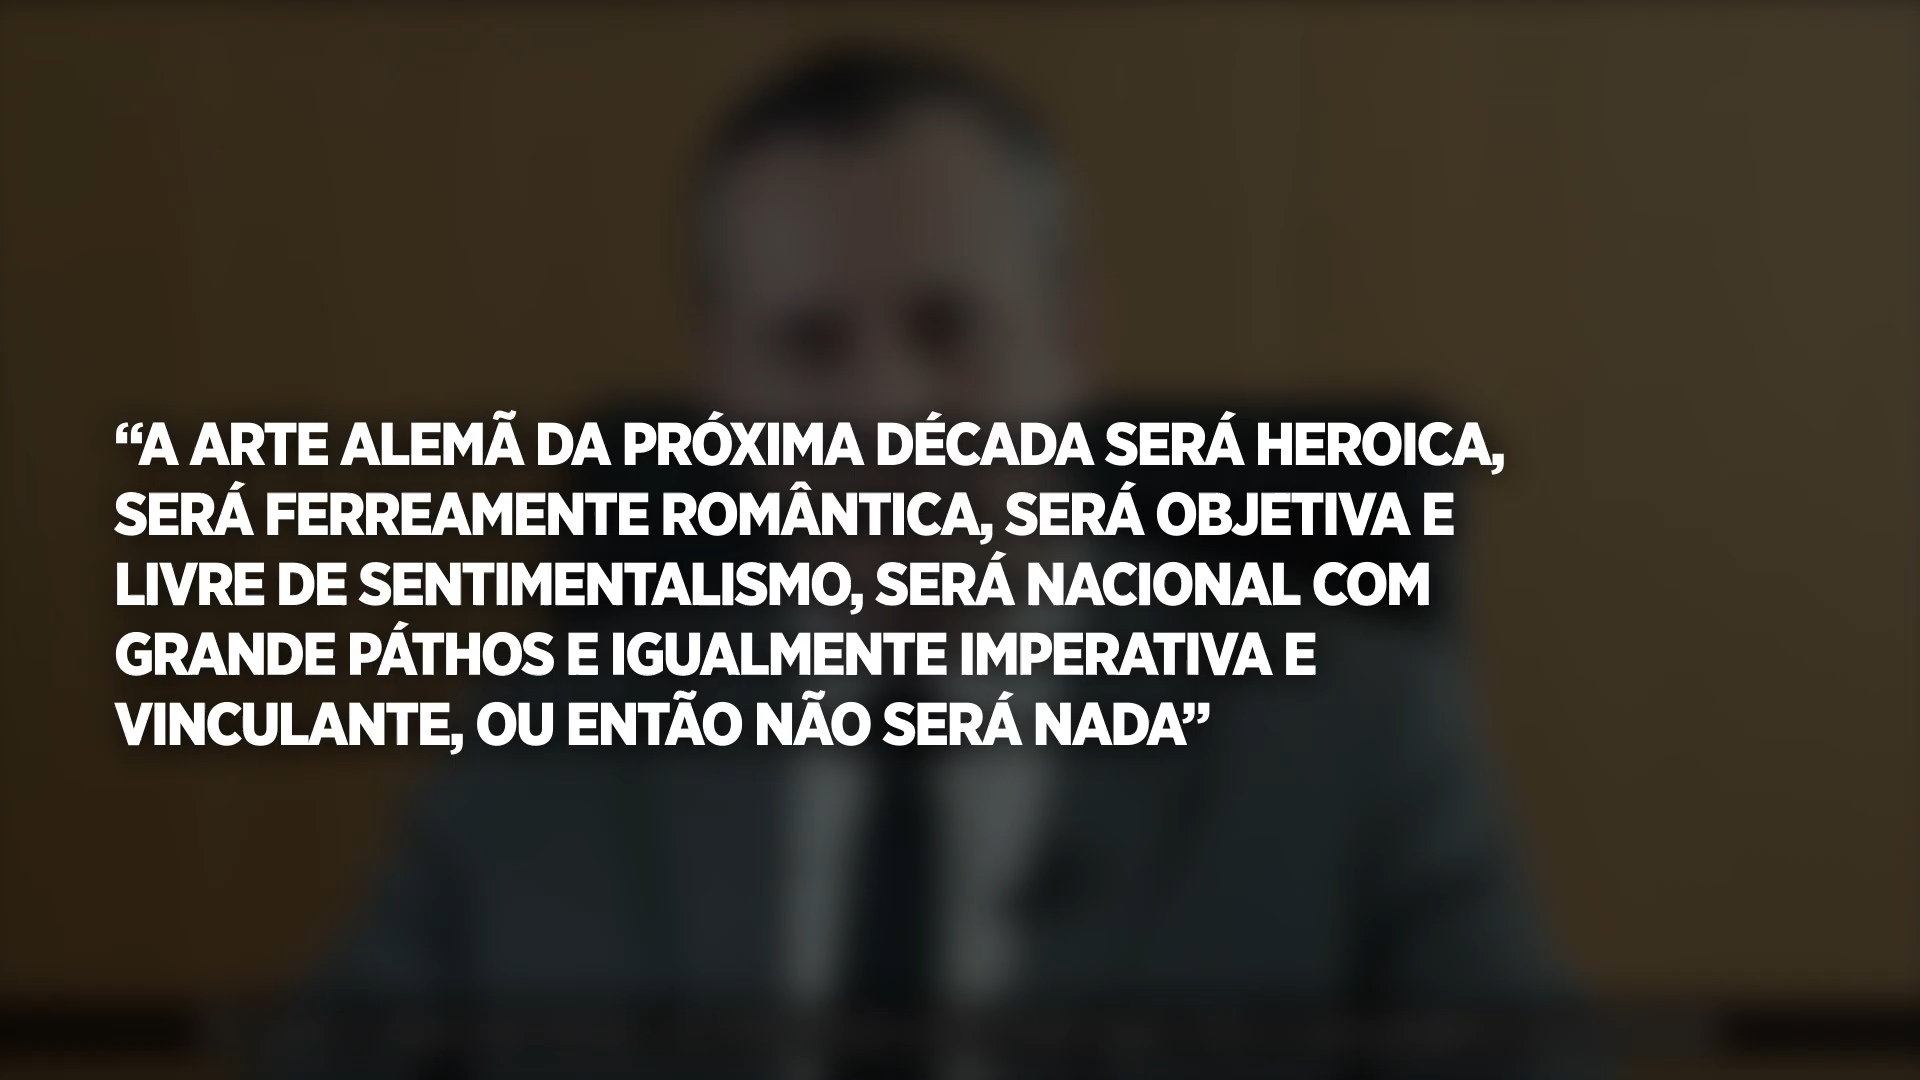 “A ARTE ALEMÃ DA PRÓXIMA DÉCADA SERÁ HEROICA,
SERÁ FERREAMENTE ROMÂNTICA, SERÁ OBJETIVA E
LIVRE DE SENTIMENTALISMO, SERÁ NACIONAL COM
GRANDE PÁTHOS E IGUALMENTE IMPERATIVA E
VINCULANTE, OU ENTÃO NÃO SERÁ NADA”